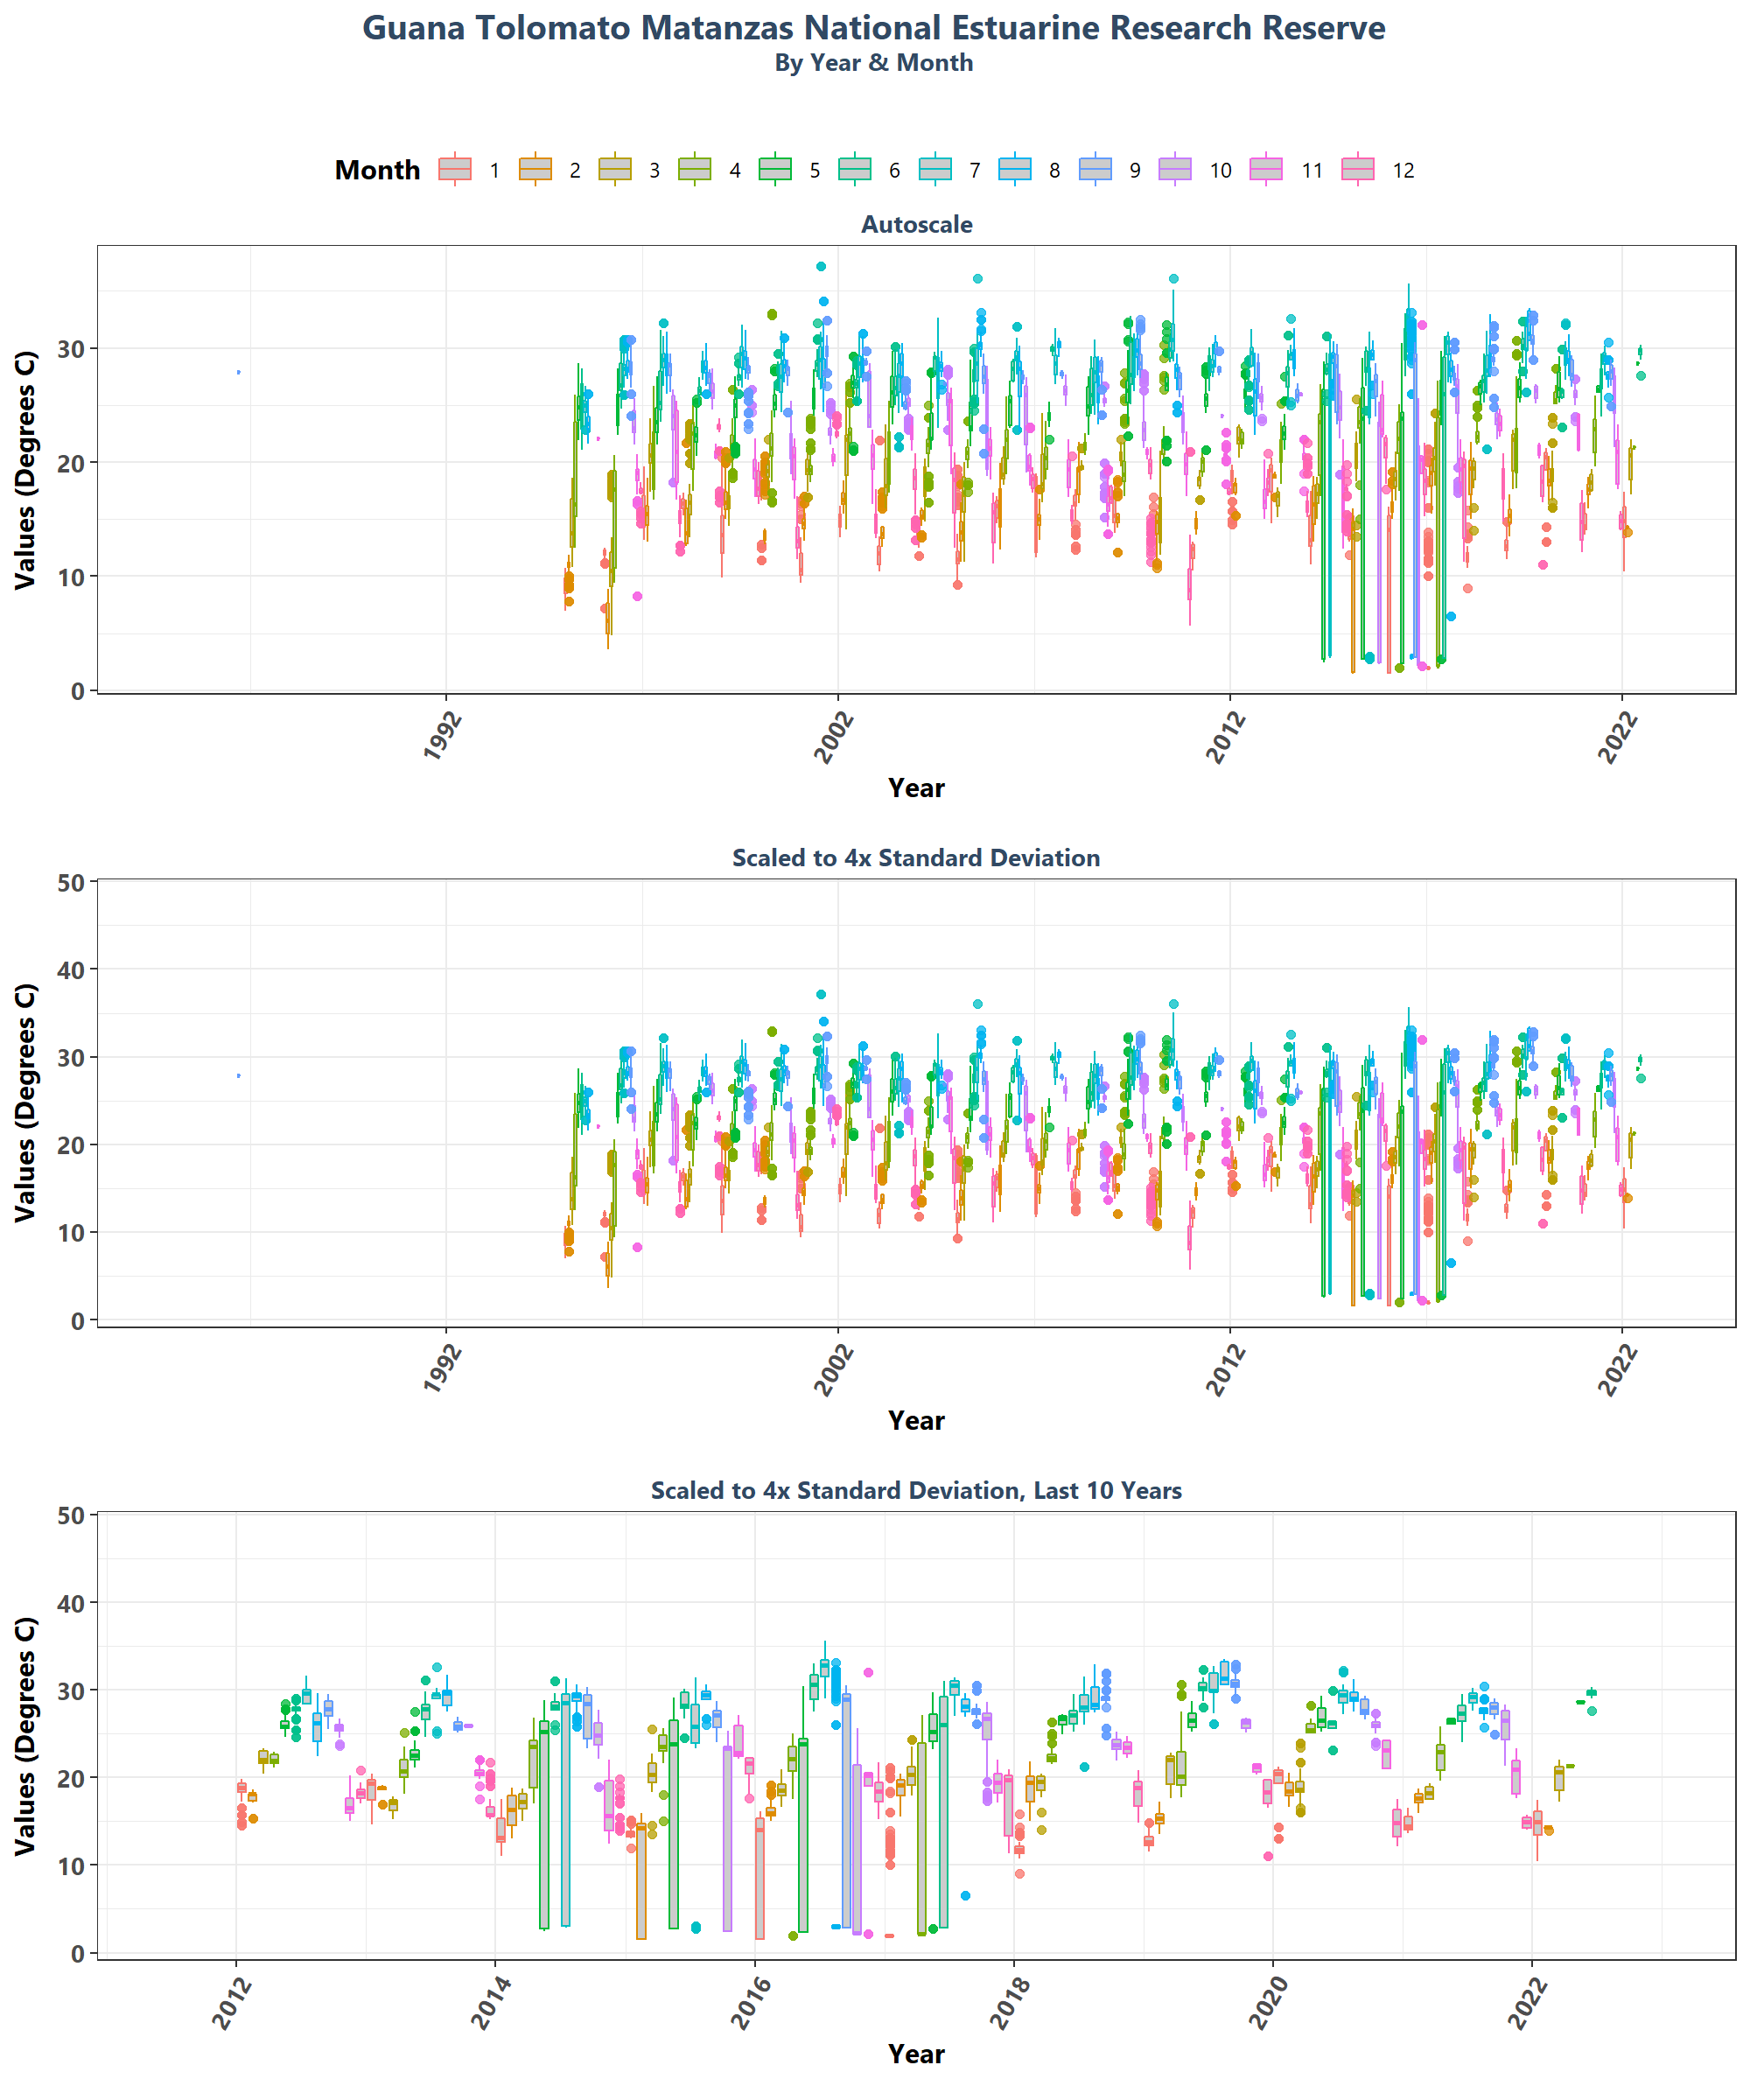 Guana Tolomato Matanzas National Estuarine Research Reserve
By Year & Month
Month 1 2 3 4 5 6 7 8 9 10 11 12
Autoscale
Values (Degrees C)
30
20
10
0
1992 2002 2012 2022
Year
Scaled to 4x Standard Deviation
Values (Degrees C)
50
40
30
20
10
0
1992 2002 2012 2022
Year
Scaled to 4x Standard Deviation, Last 10 Years
Values (Degrees C)
50
40
30
20
10
0
2012 2014 2016 2018 2020 2022
Year